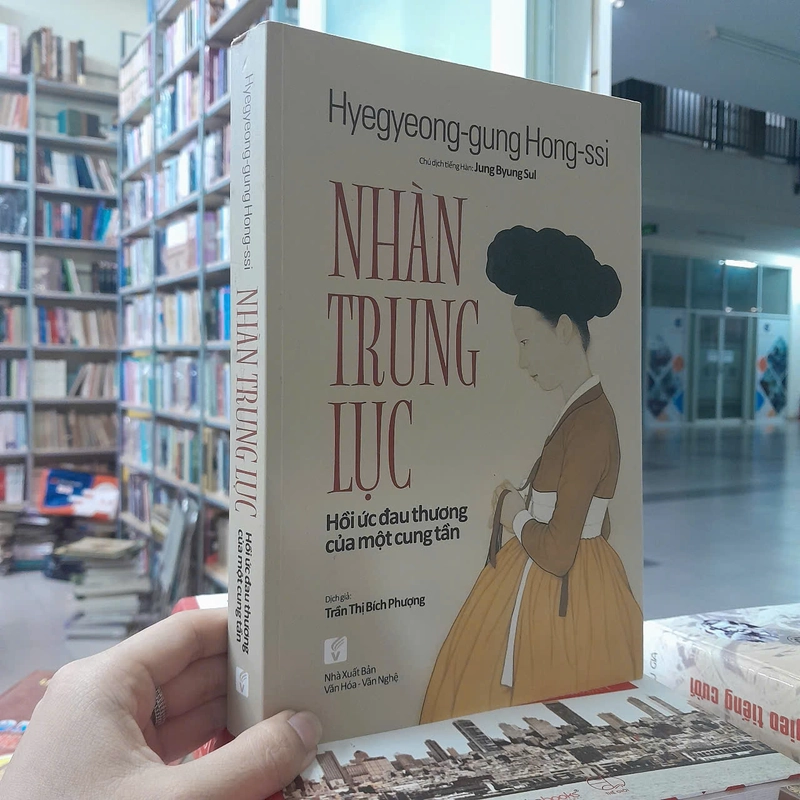 Hyegyeong-gung Hong-ssi
Chú dịch tiếng Hàn: Jung Byung Sul
NHÀN
TRUNG
LỤC
Hồi ức đau thương
của một cung tần
Dịch giả:
Trần Thị Bích Phượng
Nhà Xuất Bản
Văn Hóa - Văn Nghệ
Hyegyeong-gung Hong-ssi
NHÀN TRUNG LỤC
Hồi ức đau thương
của một cung tần
tiếng cười
books